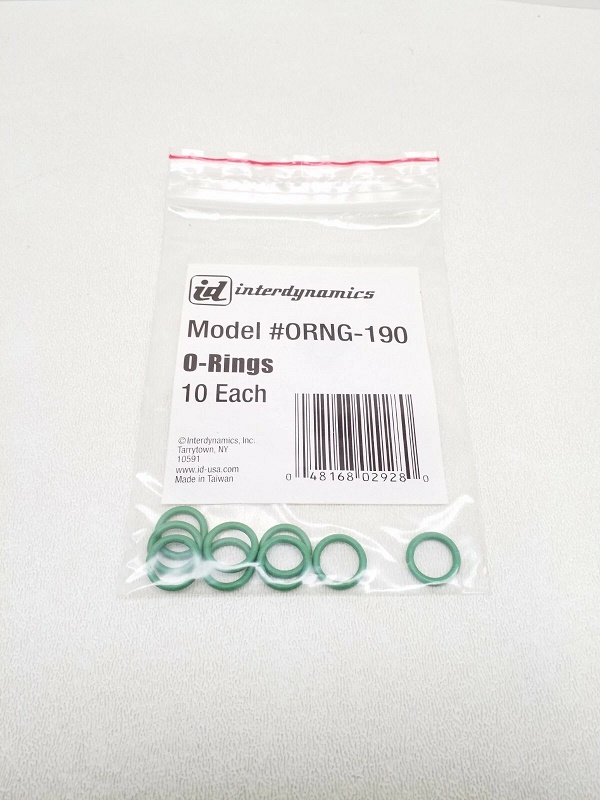 id interdynamics
Model #ORNG-190
O-Rings
10 Each
© Interdynamics, Inc.
Tarrytown, NY
10591
www.id-usa.com
Made in Taiwan
0 48168 02928 0